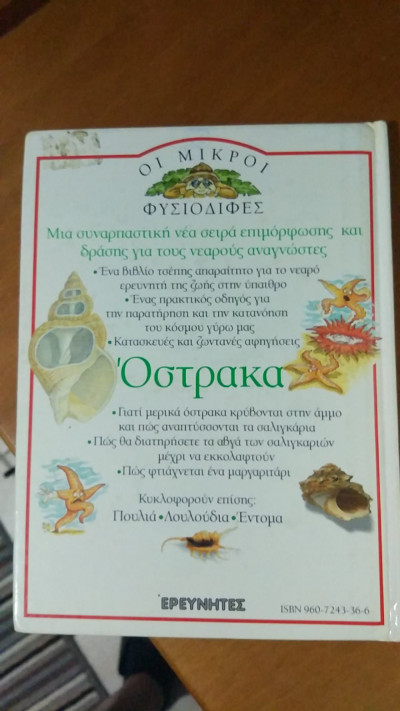 ΟΙ ΜΙΚΡΟΙ
ΦΥΣΙΟΔΙΦΕΣ
Μια συναρπαστική νέα σειρά επιμόρφωσης και
δράσης για τους νεαρούς αναγνώστες
•Ένα βιβλίο τσέπης απαραίτητο για το νεαρό
ερευνητή της ζωής στην ύπαιθρο
•Ένας πρακτικός οδηγός για
την παρατήρηση και την κατανόηση
του κόσμου γύρω μας
•Κατασκευές και ζωντανές αφηγήσεις
Όστρακα
•Γιατί μερικά όστρακα κρύβονται στην άμμο
και πώς αναπτύσσονται τα σαλιγκάρια
•Πώς θα διατηρήσετε τα αβγά των σαλιγκαριών
μέχρι να εκκολαφτούν
•Πώς φτιάχνεται ένα μαργαριτάρι
Κυκλοφορούν επίσης:
Πουλιά•Λουλούδια•Έντομα
ΕΡΕΥΝΗΤΕΣ
ISBN 960-7243-36-6